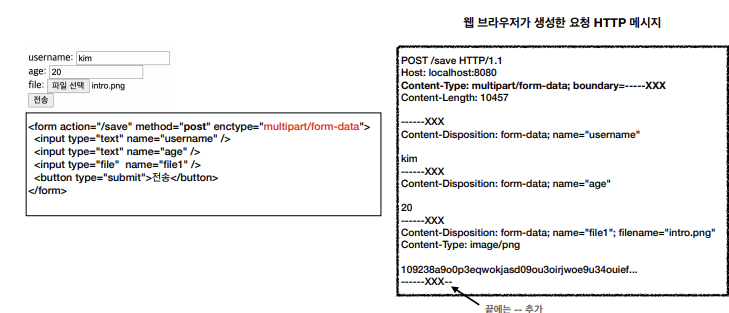 웹 브라우저가 생성한 요청 HTTP 메시지
username: kim
age: 20
file: 파일 선택 intro.png
전송
<form action="/save" method="post" enctype="multipart/form-data">
<input type="text" name="username" />
<input type="text" name="age" />
<input type="file" name="file1" />
<button type="submit">전송</button>
</form>
POST /save HTTP/1.1
Host: localhost:8080
Content-Type: multipart/form-data; boundary=-----XXX
Content-Length: 10457
------XXX
Content-Disposition: form-data; name="username"
kim
------XXX
Content-Disposition: form-data; name="age"
20
------XXX
Content-Disposition: form-data; name="file1"; filename="intro.png"
Content-Type: image/png
109238a9o0p3eqwokjasd09ou3oirjwoe9u34ouief...
------XXX--
끝에는 -- 추가